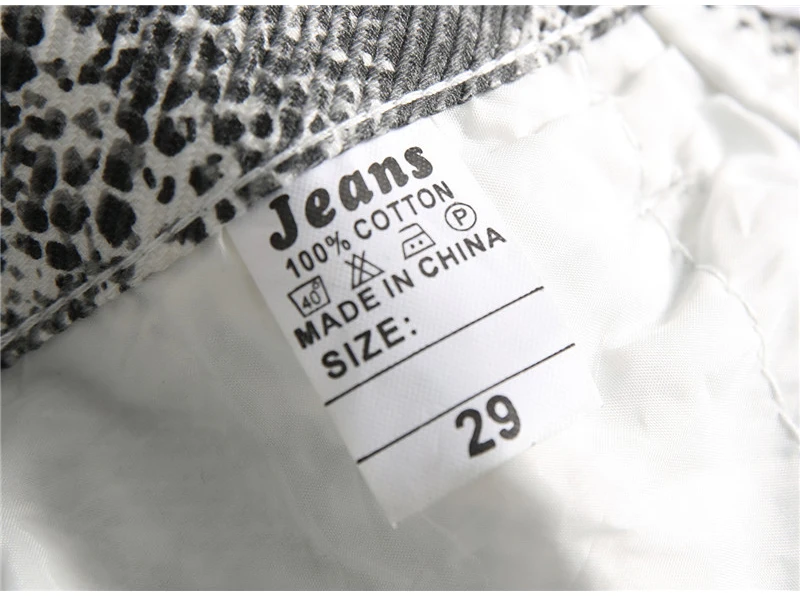 Jeans
100% COTTON
40° P
MADE IN CHINA
SIZE:
29